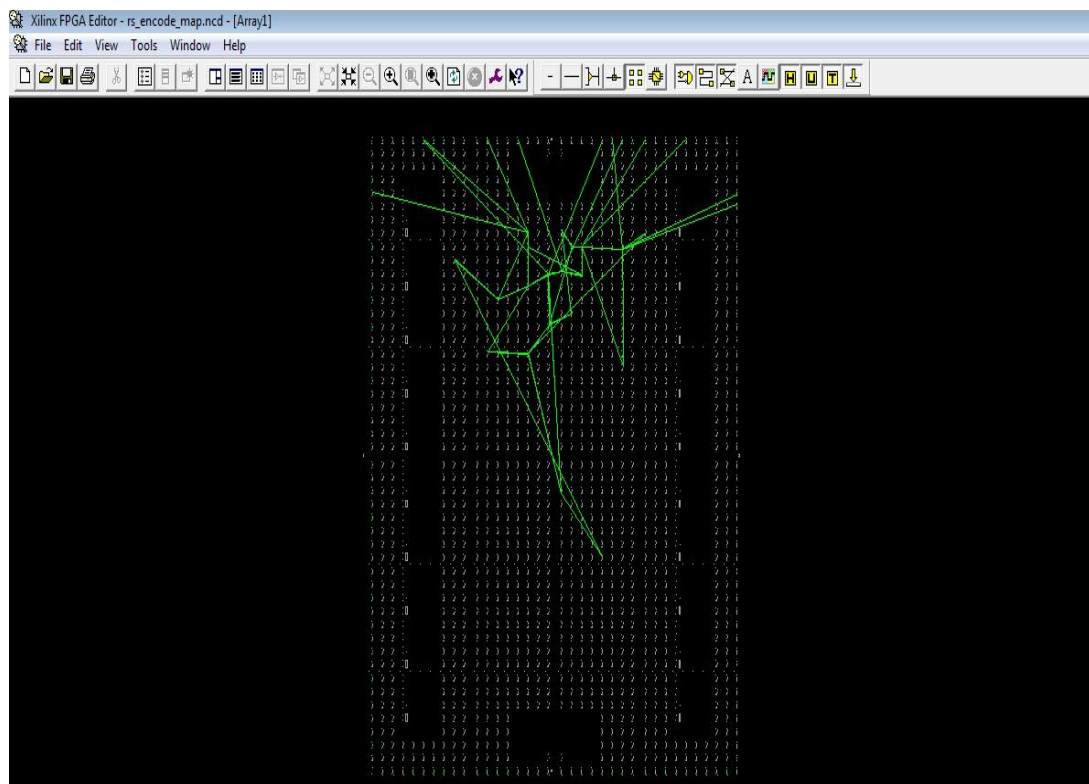 Xilinx FPGA Editor - rs_encode_map.ncd - [Array1]
File Edit View Tools Window Help
A H U T